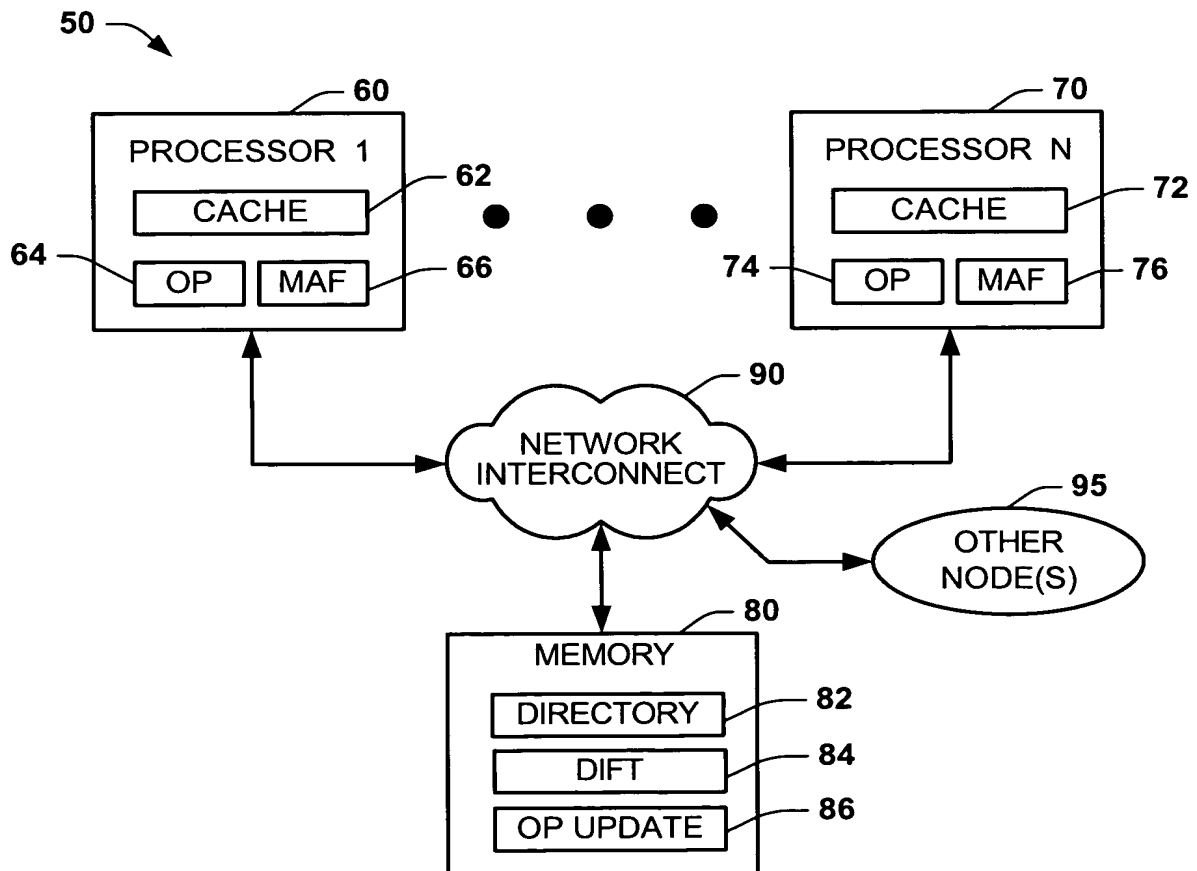 50
60
PROCESSOR 1
62
CACHE
64
OP
MAF
66
70
PROCESSOR N
72
CACHE
74
OP
MAF
76
90
NETWORK
INTERCONNECT
95
OTHER
NODE(S)
80
MEMORY
DIRECTORY
82
DIFT
84
OP UPDATE
86